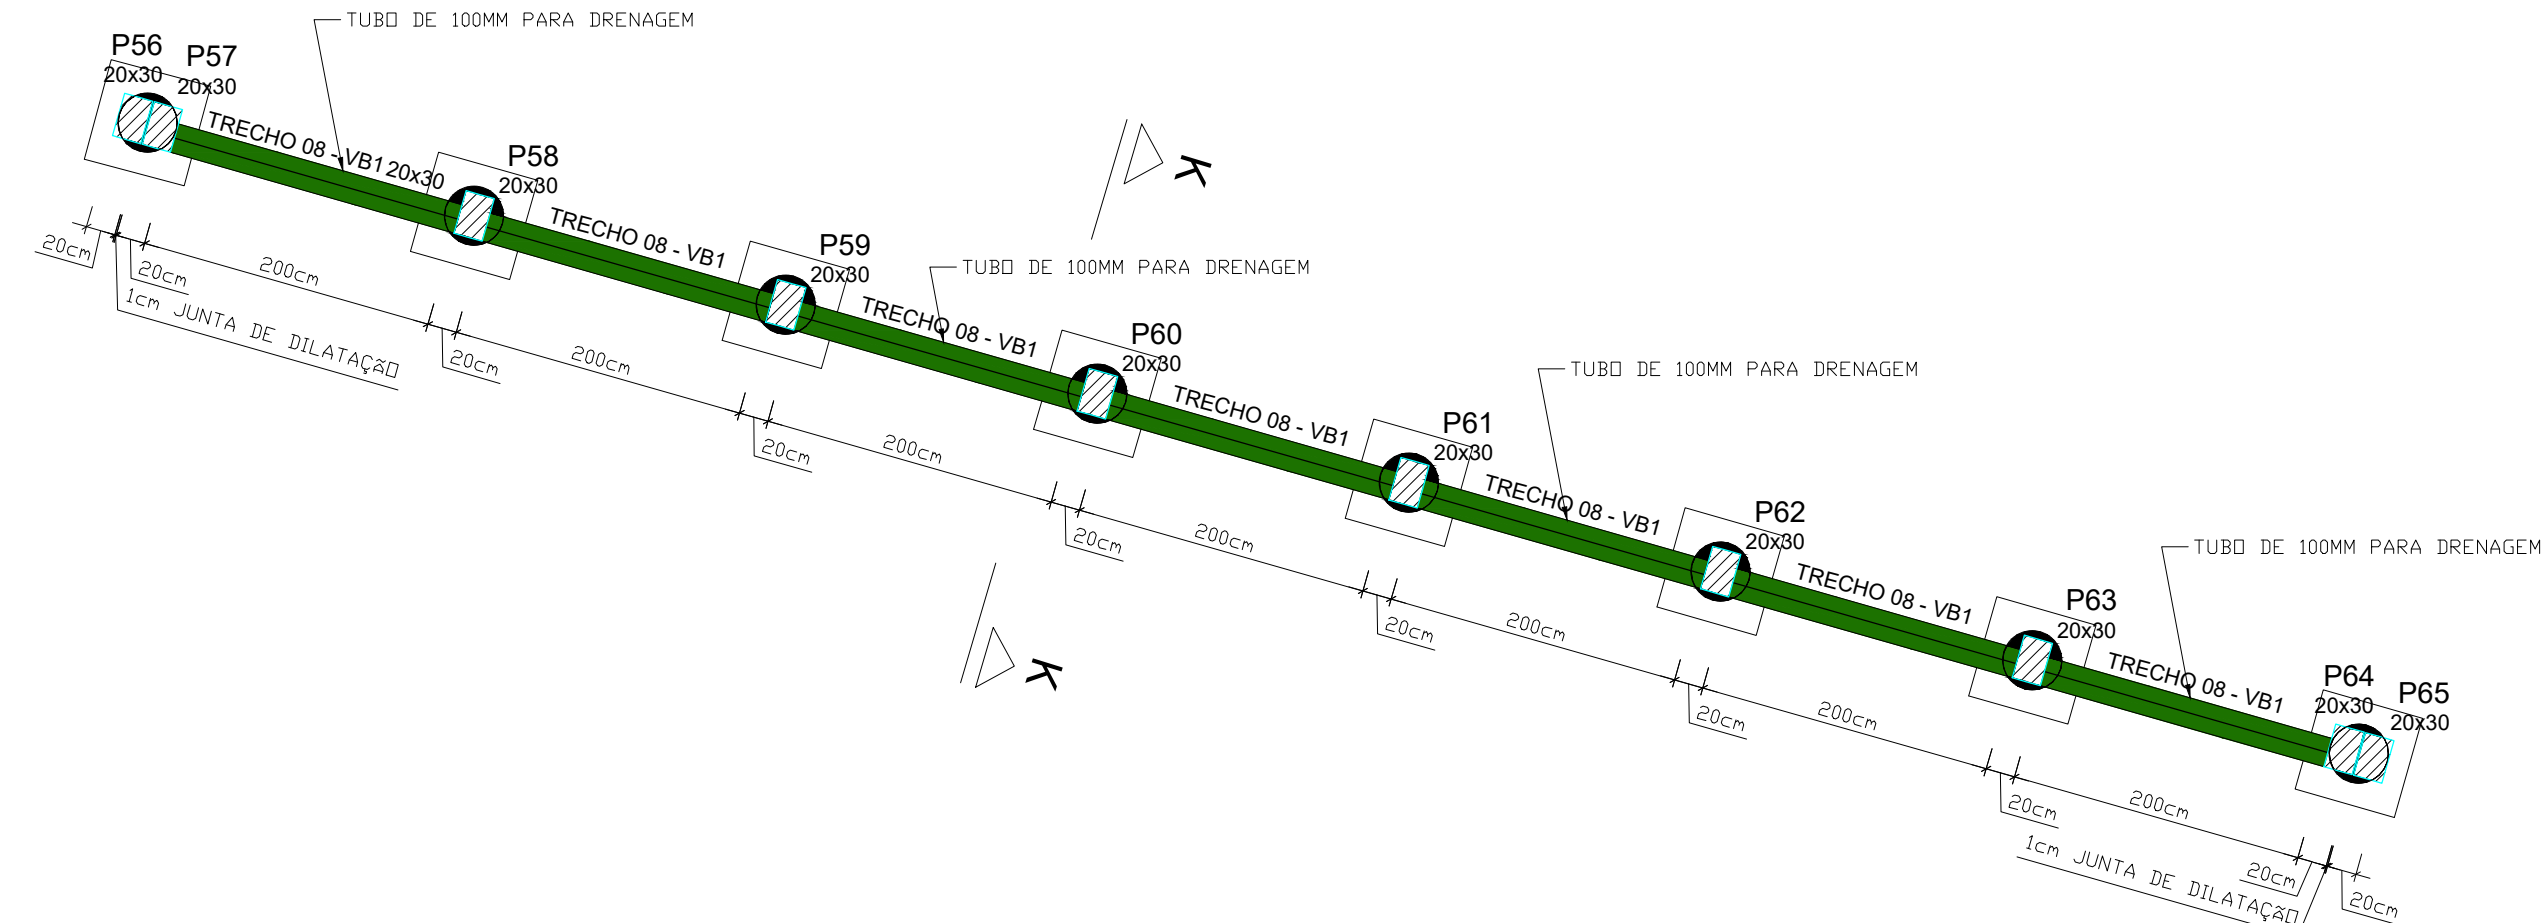 TUBO DE 100MM PARA DRENAGEM
P56
20x30
P57
20x30
TRECHO 08 - VB1 20x30
P58
20x30
TRECHO 08 - VB1
P59
20x30
TUBO DE 100MM PARA DRENAGEM
TRECHO 08 - VB1
P60
20x30
TRECHO 08 - VB1
P61
20x30
TUBO DE 100MM PARA DRENAGEM
TRECHO 08 - VB1
P62
20x30
TRECHO 08 - VB1
P63
20x30
TUBO DE 100MM PARA DRENAGEM
TRECHO 08 - VB1
P64
20x30
P65
20x30
K
K
20cm
20cm
1cm JUNTA DE DILATAÇÃO
200cm
20cm
200cm
20cm
200cm
20cm
200cm
20cm
200cm
20cm
200cm
20cm
200cm
1cm JUNTA DE DILATAÇÃO
20cm
20cm